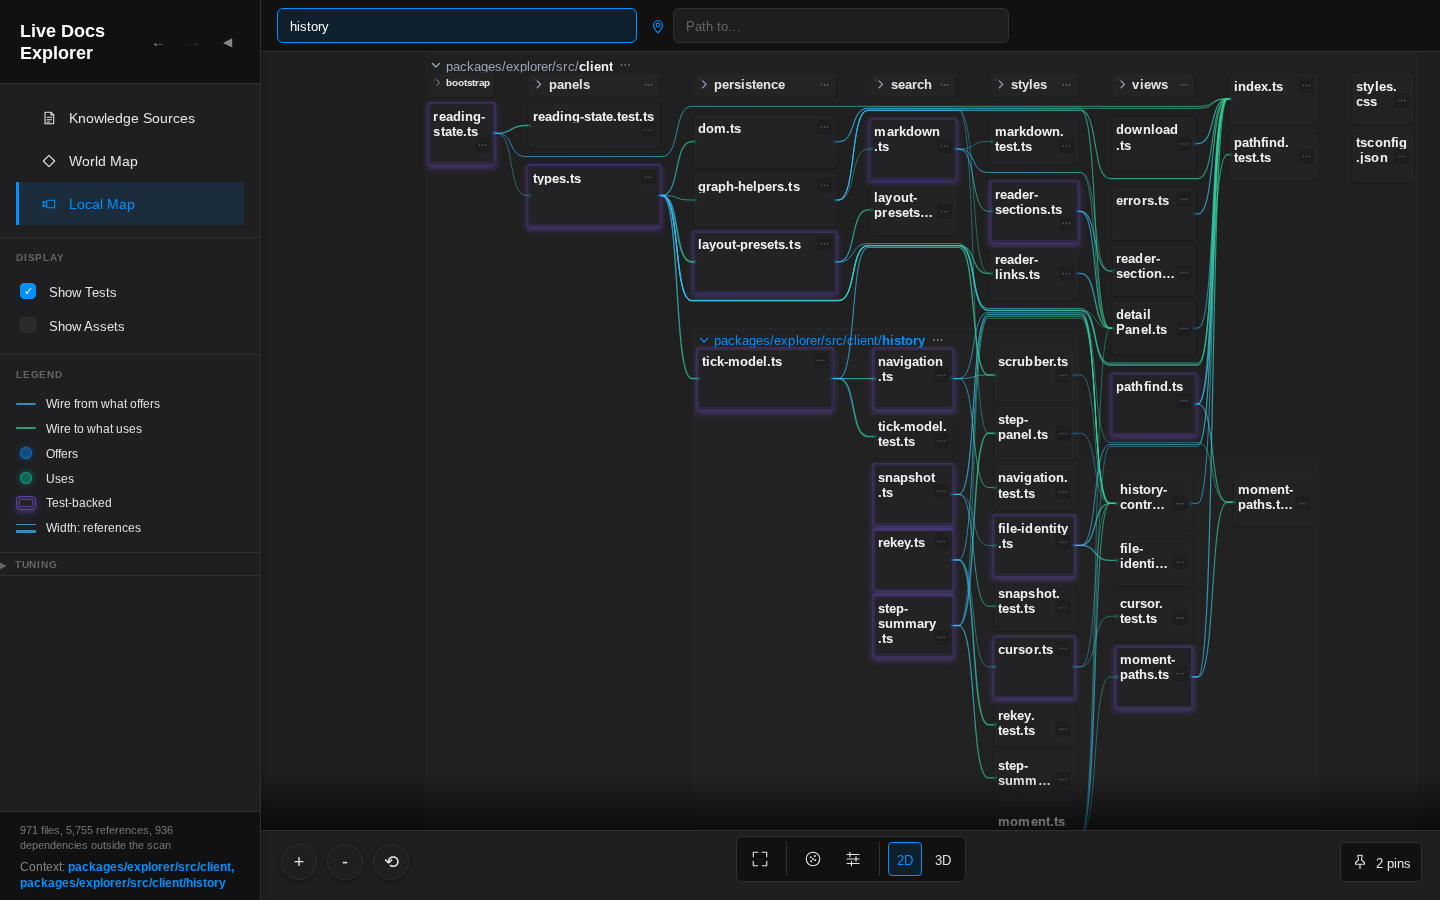 Live Docs
Explorer
← → ◀
Knowledge Sources
World Map
Local Map
DISPLAY
Show Tests
Show Assets
LEGEND
Wire from what offers
Wire to what uses
Offers
Uses
Test-backed
Width: references
TUNING
971 files, 5,755 references, 936
dependencies outside the scan
Context: packages/explorer/src/client,
packages/explorer/src/client/history
history
Path to...
packages/explorer/src/client ···
bootstrap
panels ···
persistence ···
search ···
styles ···
views ···
index.ts ···
styles.
css ···
reading-
state.ts
···
reading-state.test.ts
···
types.ts ···
dom.ts ···
graph-helpers.ts ···
layout-presets.ts ···
markdown
.ts ···
layout-
presets… ···
markdown.
test.ts ···
reader-
sections.ts
···
reader-
links.ts ···
download
.ts ···
errors.ts ···
reader-
section… ···
detail
Panel.ts ···
pathfind.ts
···
pathfind.
test.ts ···
tsconfig
.json ···
packages/explorer/src/client/history ···
tick-model.ts ···
navigation
.ts ···
tick-model.
test.ts ···
snapshot
.ts ···
rekey.ts ···
step-
summary
.ts ···
scrubber.ts
···
step-
panel.ts ···
navigation.
test.ts ···
file-identity
.ts ···
snapshot.
test.ts ···
cursor.ts ···
rekey.
test.ts ···
step-
summ… ···
moment.ts
history-
contr… ···
file-
identi… ···
cursor.
test.ts ···
moment-
paths.ts ···
moment-
paths.t… ···
+ - ⟲
2D 3D
2 pins